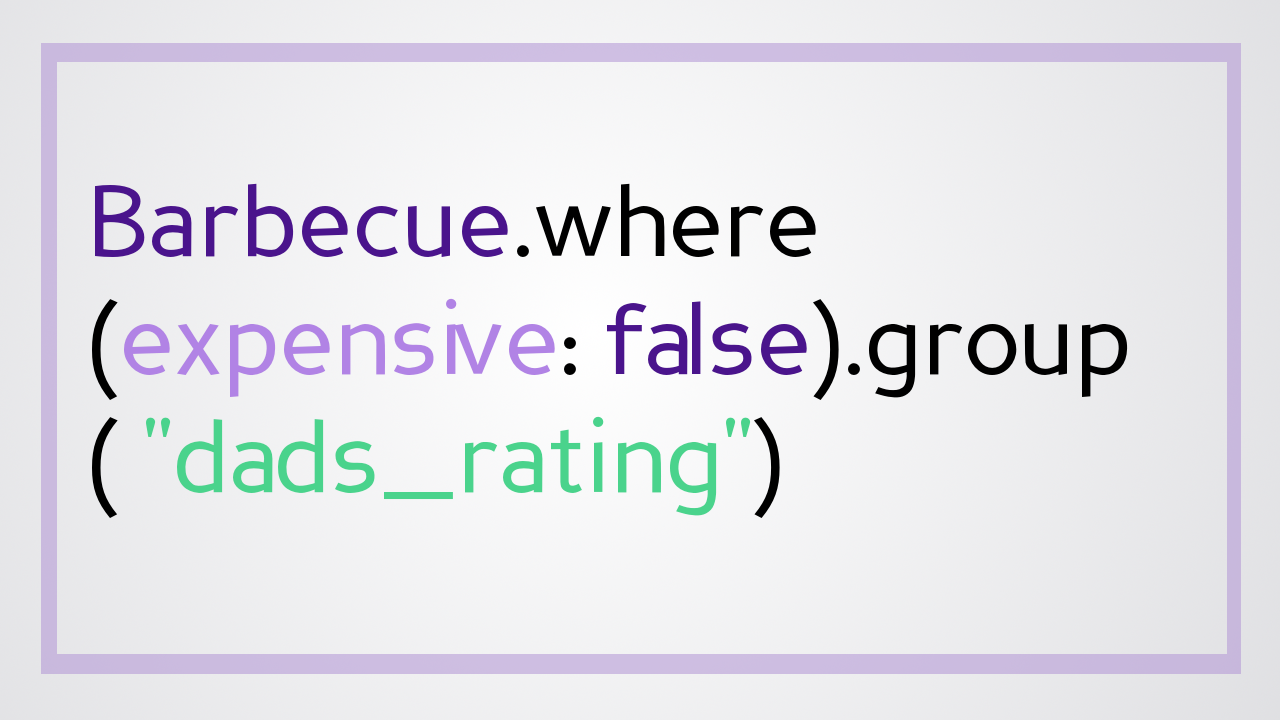 Barbecue.where
(expensive: false).group
( "dads_rating")